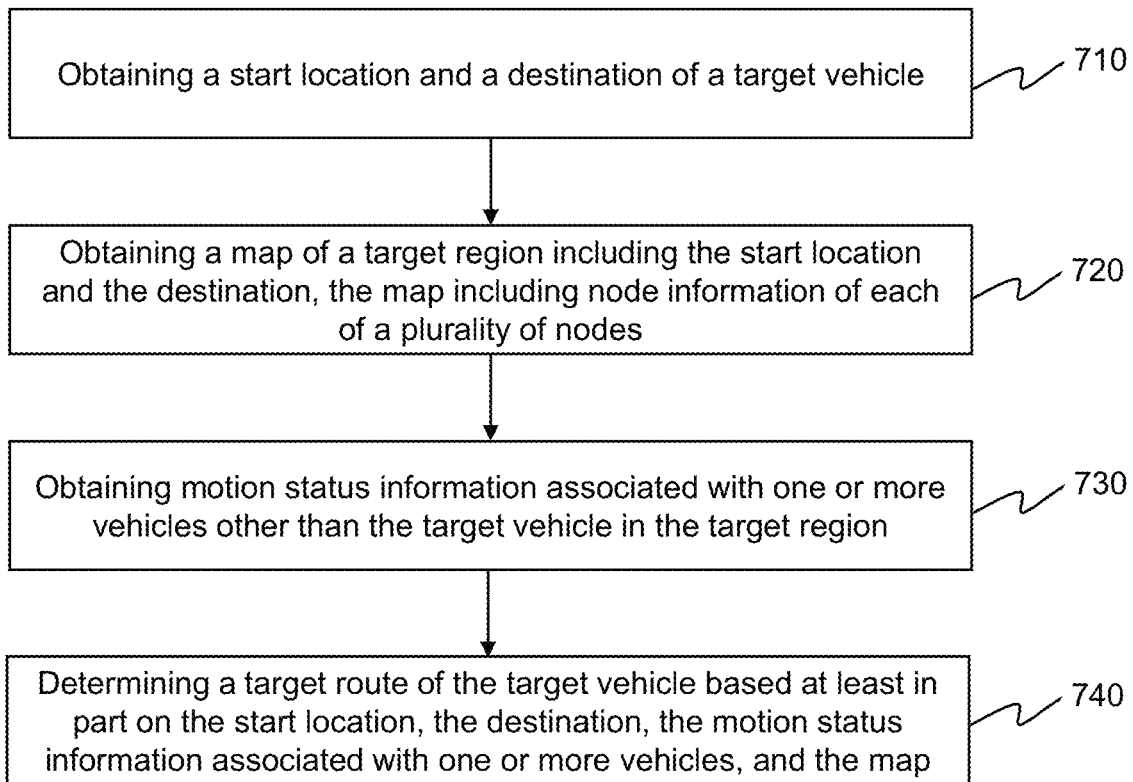 Obtaining a start location and a destination of a target vehicle
710
Obtaining a map of a target region including the start location
and the destination, the map including node information of each
of a plurality of nodes
720
Obtaining motion status information associated with one or more
vehicles other than the target vehicle in the target region
730
Determining a target route of the target vehicle based at least in
part on the start location, the destination, the motion status
information associated with one or more vehicles, and the map
740